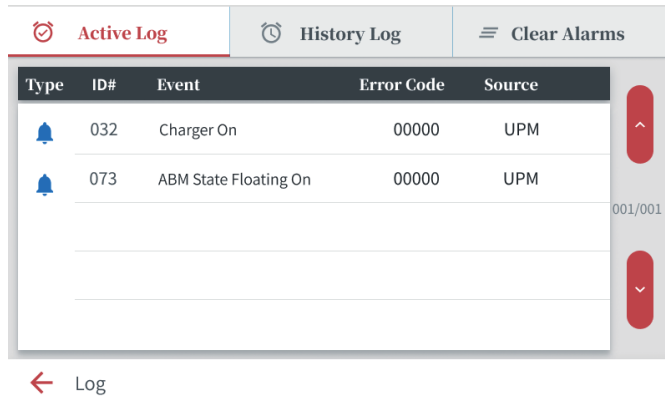 Active Log History Log Clear Alarms
Type ID# Event Error Code Source
032 Charger On 00000 UPM
073 ABM State Floating On 00000 UPM
001/001
Log